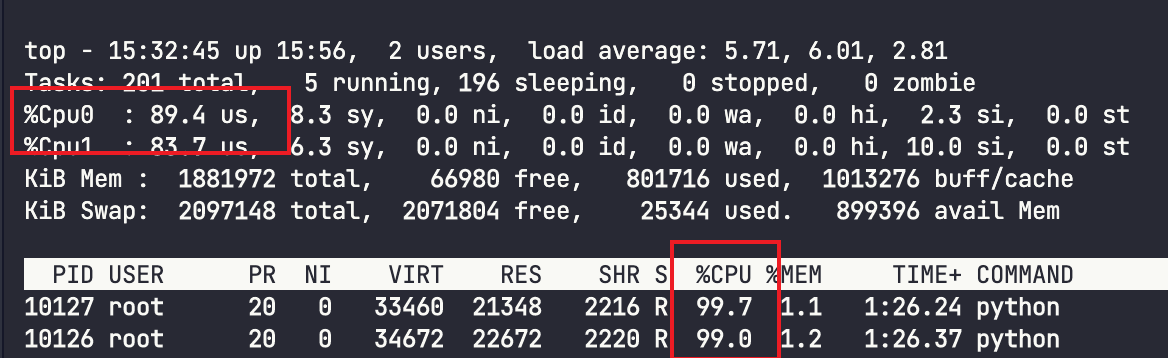 top - 15:32:45 up 15:56,  2 users,  load average: 5.71, 6.01, 2.81
Tasks: 201 total,   5 running, 196 sleeping,   0 stopped,   0 zombie
%Cpu0  : 89.4 us,  8.3 sy,  0.0 ni,  0.0 id,  0.0 wa,  0.0 hi,  2.3 si,  0.0 st
%Cpu1  : 83.7 us,  6.3 sy,  0.0 ni,  0.0 id,  0.0 wa,  0.0 hi, 10.0 si,  0.0 st
KiB Mem :  1881972 total,    66980 free,   801716 used,  1013276 buff/cache
KiB Swap:  2097148 total,  2071804 free,    25344 used.   899396 avail Mem
  PID USER      PR  NI    VIRT    RES    SHR S  %CPU %MEM     TIME+ COMMAND
10127 root      20   0   33460  21348   2216 R  99.7  1.1   1:26.24 python
10126 root      20   0   34672  22672   2220 R  99.0  1.2   1:26.37 python